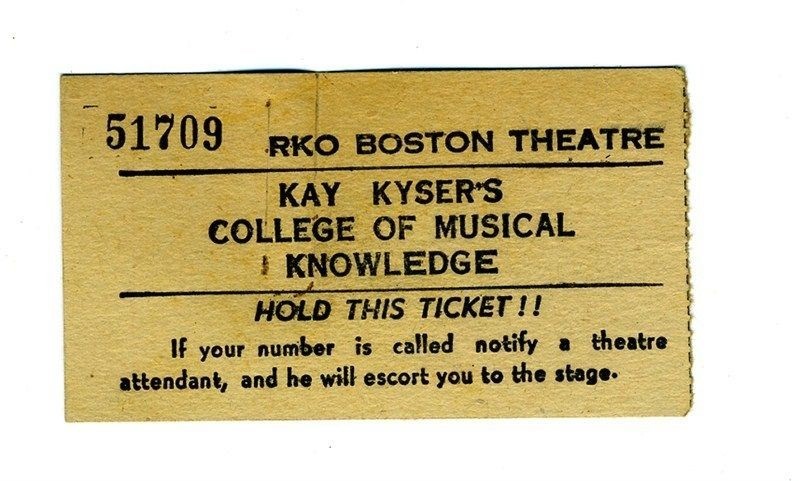 51709 RKO BOSTON THEATRE
KAY KYSER'S
COLLEGE OF MUSICAL
KNOWLEDGE
HOLD THIS TICKET!!
If your number is called notify a theatre
attendant, and he will escort you to the stage.